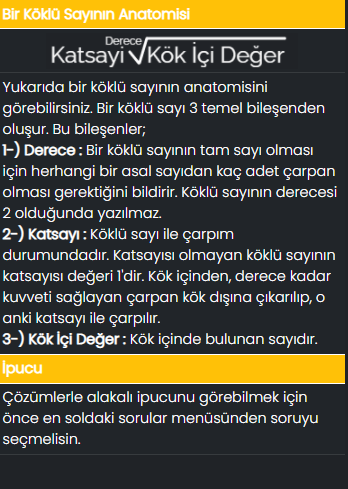 Bir Köklü Sayının Anatomisi
Derece
Katsayı√Kök İçi Değer
Yukarıda bir köklü sayının anatomisini
görebilirsiniz. Bir köklü sayı 3 temel bileşenden
oluşur. Bu bileşenler;
1-) Derece : Bir köklü sayının tam sayı olması
için herhangi bir asal sayıdan kaç adet çarpan
olması gerektiğini bildirir. Köklü sayının derecesi
2 olduğunda yazılmaz.
2-) Katsayı : Köklü sayı ile çarpım
durumundadır. Katsayısı olmayan köklü sayının
katsayısı değeri 1'dir. Kök içinden, derece kadar
kuvveti sağlayan çarpan kök dışına çıkarılıp, o
anki katsayı ile çarpılır.
3-) Kök İçi Değer : Kök içinde bulunan sayıdır.
İpucu
Çözümlerle alakalı ipucunu görebilmek için
önce en soldaki sorular menüsünden soruyu
seçmelisin.